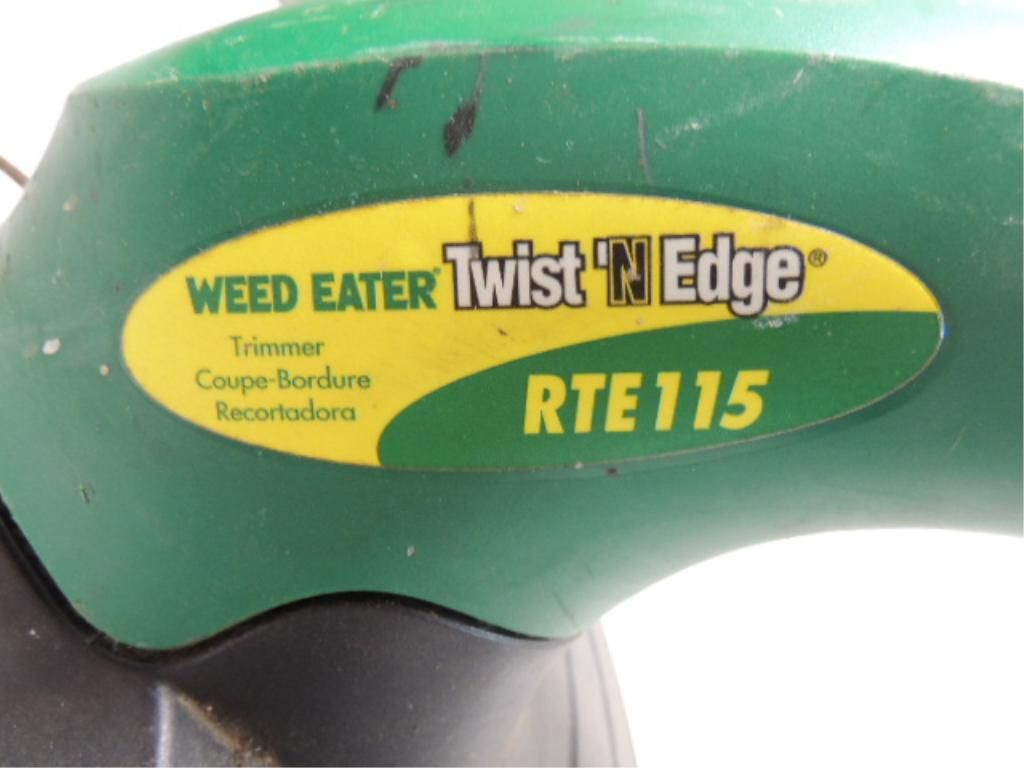 WEED EATER® Twist 'N Edge®
Trimmer
Coupe-Bordure
Recortadora
RTE115